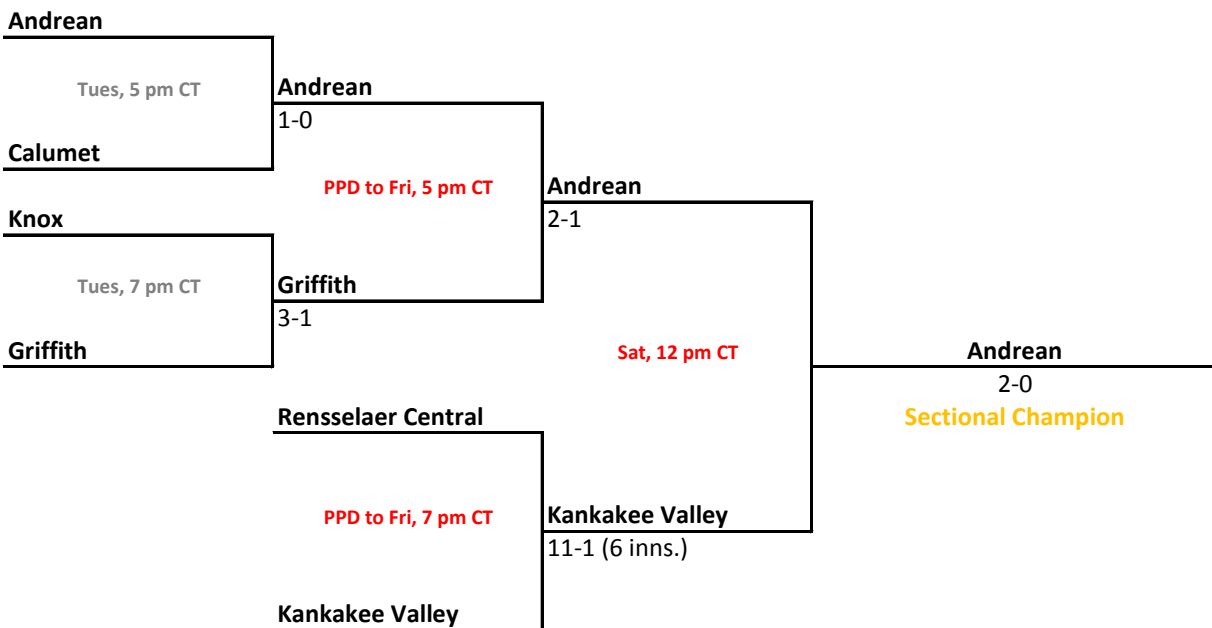 Andrean
Tues, 5 pm CT
Andrean
1-0
Calumet
PPD to Fri, 5 pm CT
Andrean
2-1
Knox
Tues, 7 pm CT
Griffith
3-1
Griffith
Sat, 12 pm CT
Andrean
2-0
Sectional Champion
Rensselaer Central
PPD to Fri, 7 pm CT
Kankakee Valley
11-1 (6 inns.)
Kankakee Valley